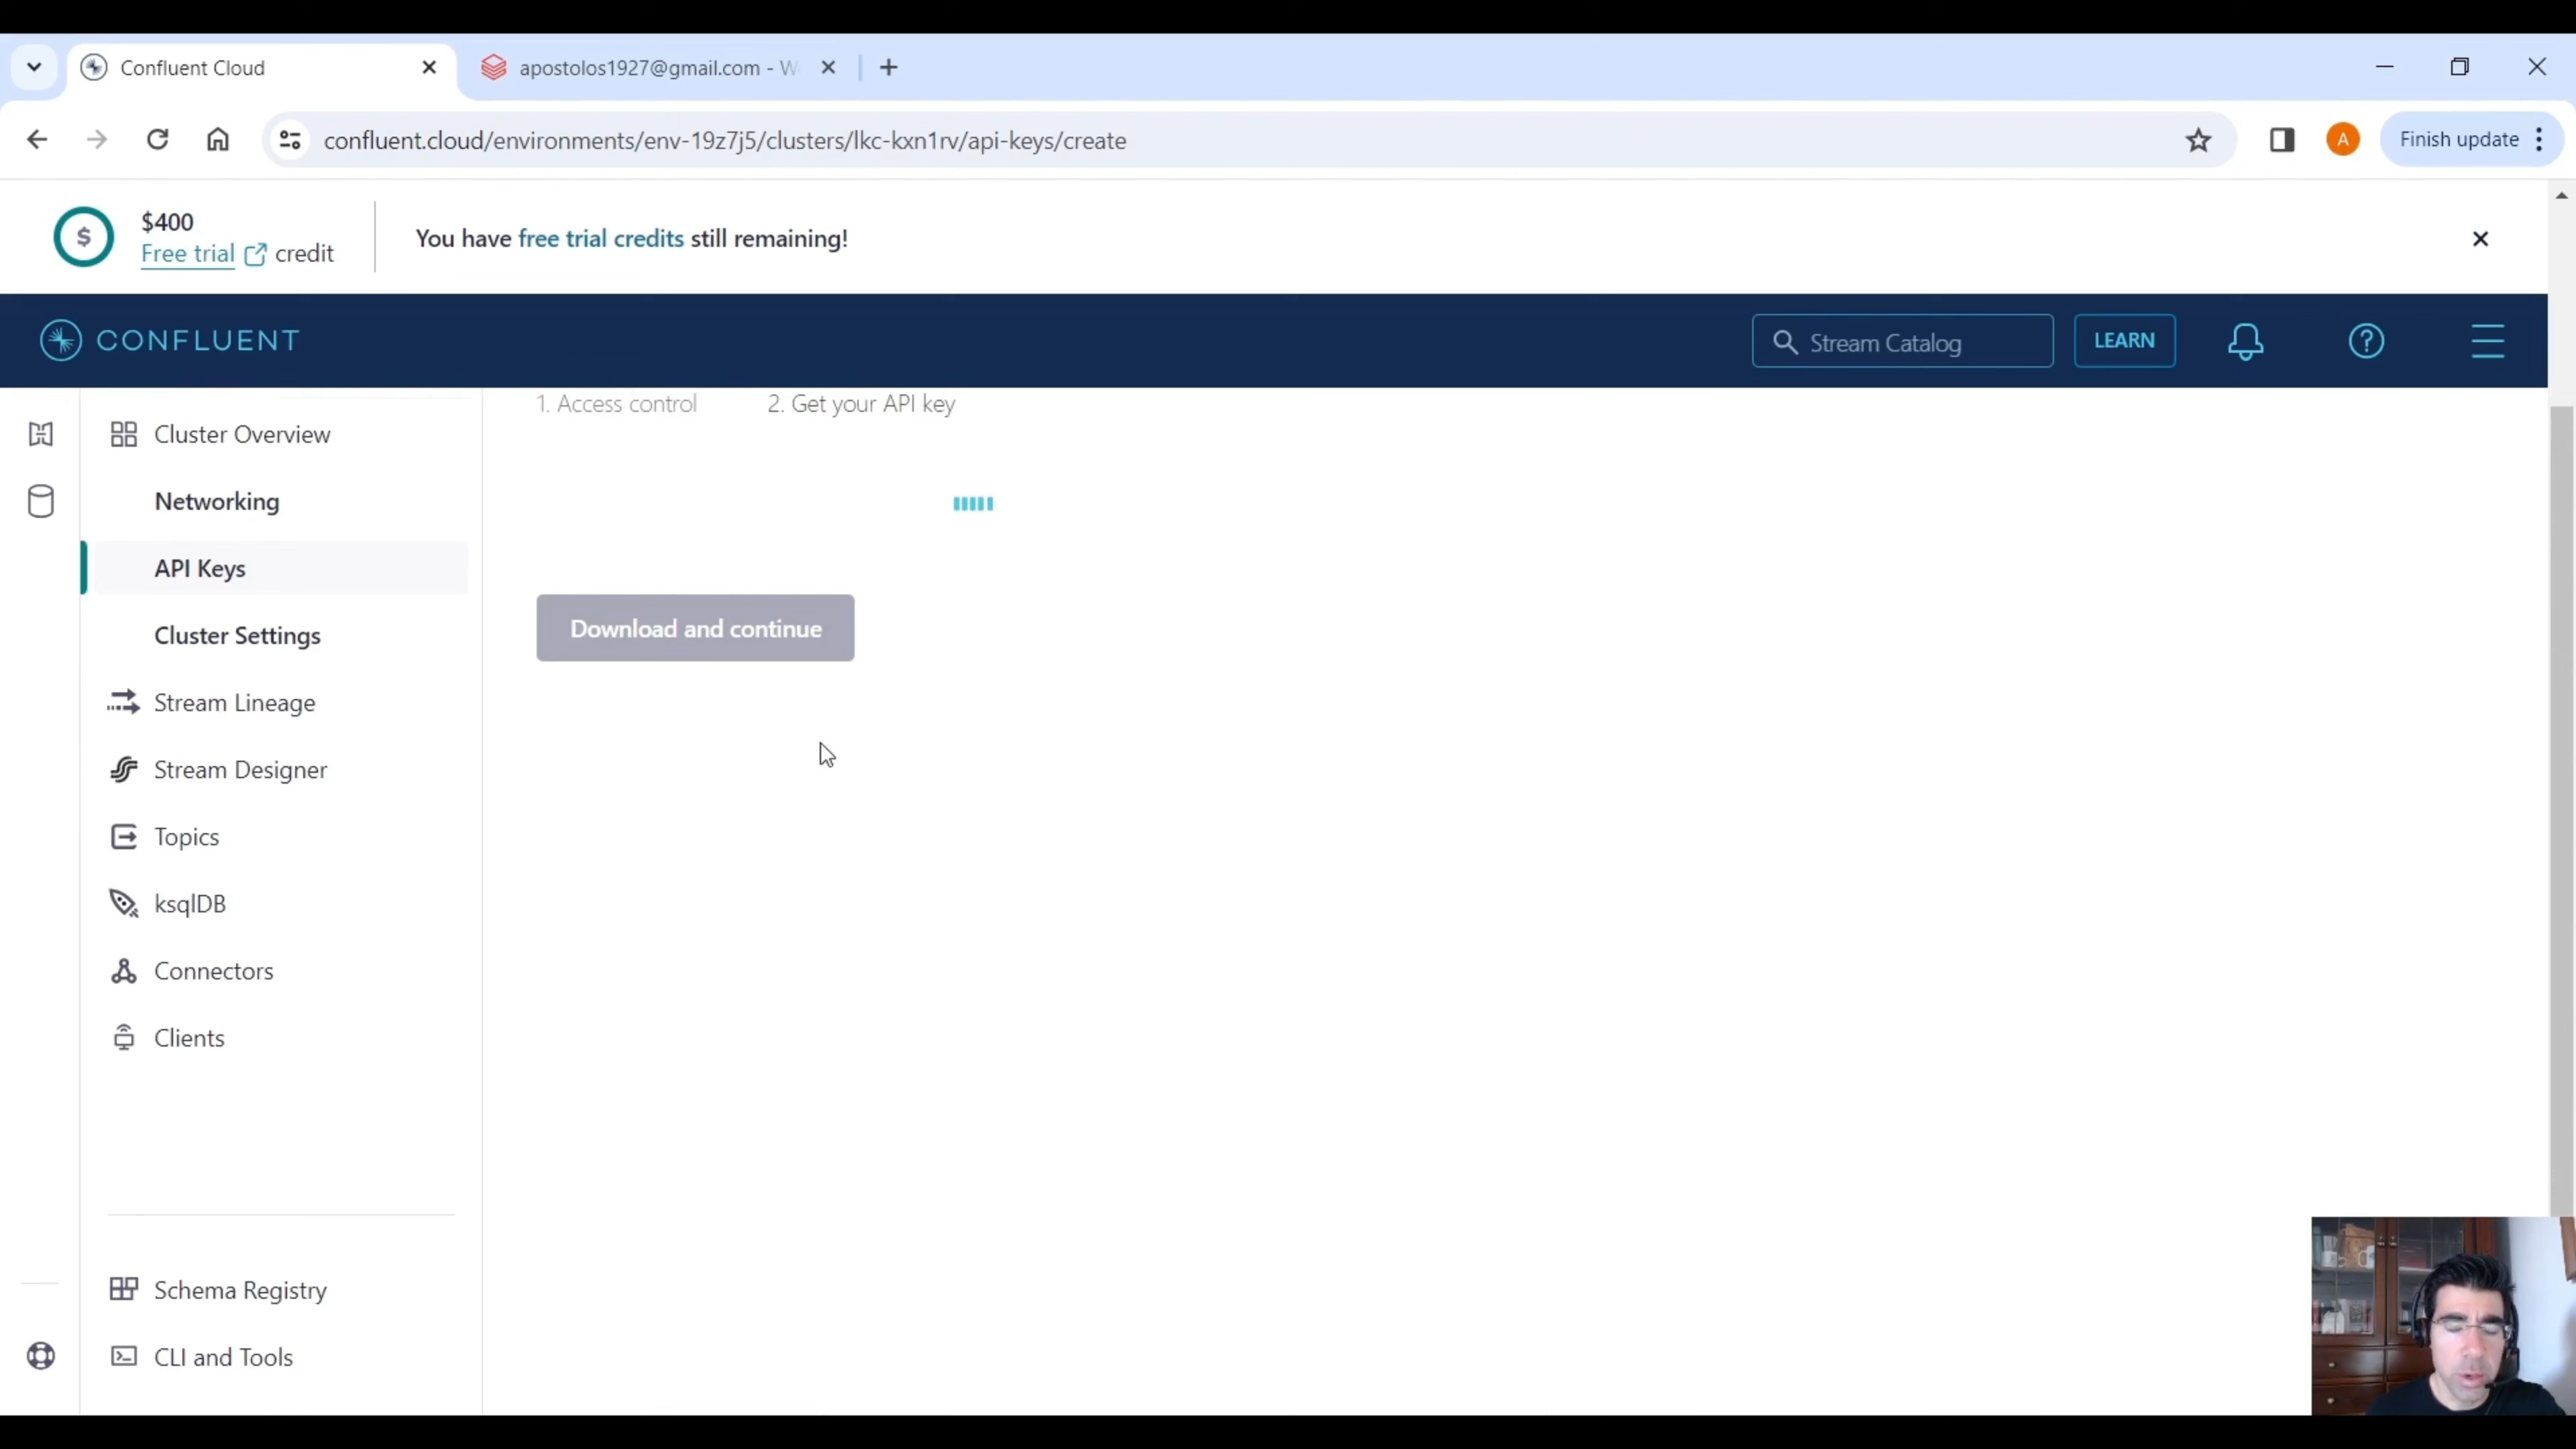 Confluent Cloud
apostolos1927@gmail.com - W
confluent.cloud/environments/env-19z7j5/clusters/lkc-kxn1rv/api-keys/create
A
Finish update
$
$400
Free trial credit
You have free trial credits still remaining!
CONFLUENT
Stream Catalog
LEARN
?
1. Access control
2. Get your API key
Cluster Overview
Networking
API Keys
Cluster Settings
Download and continue
Stream Lineage
Stream Designer
Topics
ksqlDB
Connectors
Clients
Schema Registry
CLI and Tools